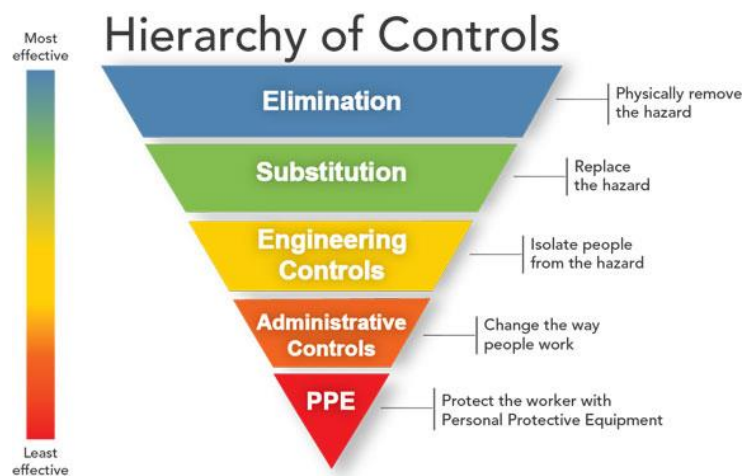 Hierarchy of Controls
Most
effective
Elimination
Physically remove
the hazard
Substitution
Replace
the hazard
Engineering
Controls
Isolate people
from the hazard
Administrative
Controls
Change the way
people work
PPE
Protect the worker with
Personal Protective Equipment
Least
effective